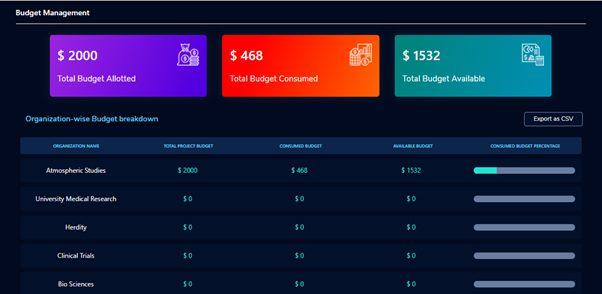 Budget Management
$ 2000 $ 468 $ 1532
Total Budget Allotted Total Budget Consumed Total Budget Available
Organization-wise Budget breakdown Export as CSV
ORGANIZATION NAME TOTAL PROJECT BUDGET CONSUMED BUDGET AVAILABLE BUDGET CONSUMED BUDGET PERCENTAGE
Atmospheric Studies $ 2000 $ 468 $ 1532
University Medical Research $ 0 $ 0 $ 0
Herdity $ 0 $ 0 $ 0
Clinical Trials $ 0 $ 0 $ 0
Bio Sciences $ 0 $ 0 $ 0